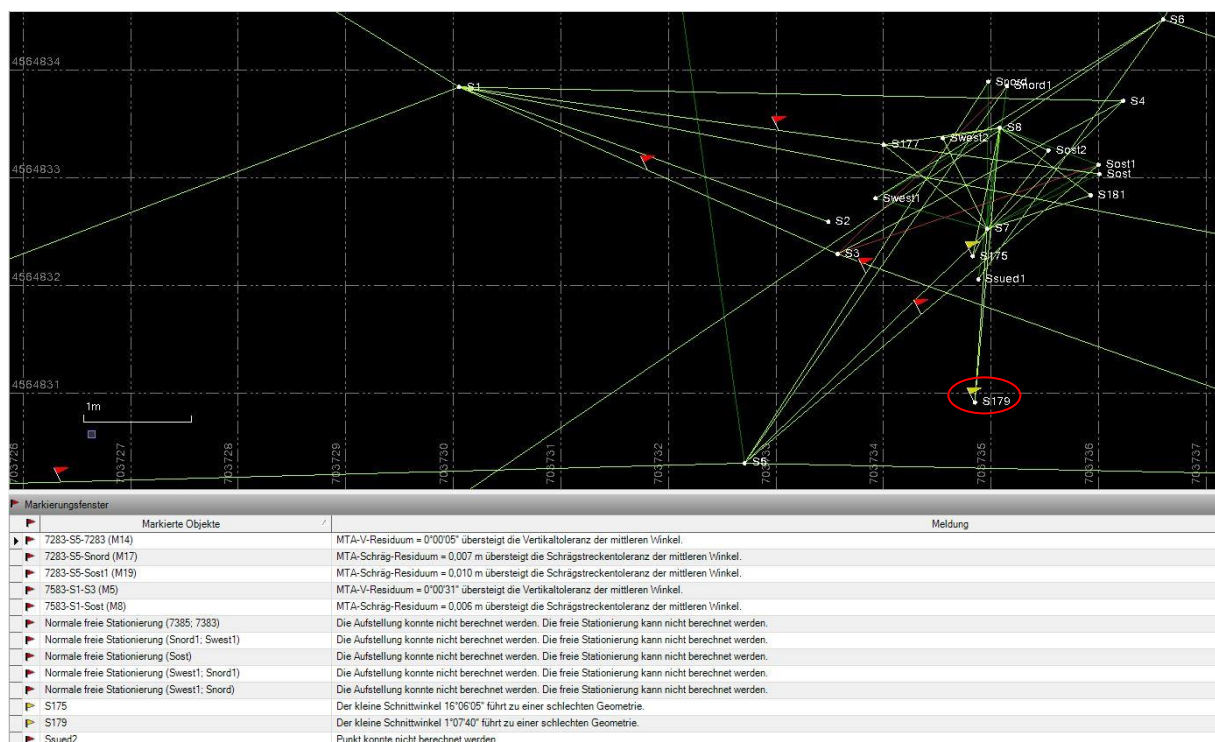 S6
4564834
Snord
Snord1
S1
S4
S8
Swest2
S177
Sost2
4564833
Sost1
Sost
S181
Swest1
S2
S7
S3
S175
4564832
Ssued1
4564831
S179
1m
703726
703727
703728
703729
703730
703731
703732
703733
703734
703735
703736
703737
S5
Markierungsfenster
Markierte Objekte
Meldung
7283-S5-7283 (M14)
MTA-V-Residuum = 0°00'05" übersteigt die Vertikaltoleranz der mittleren Winkel.
7283-S5-Snord (M17)
MTA-Schräg-Residuum = 0,007 m übersteigt die Schrägstreckentoleranz der mittleren Winkel.
7283-S5-Sost1 (M19)
MTA-Schräg-Residuum = 0,010 m übersteigt die Schrägstreckentoleranz der mittleren Winkel.
7583-S1-S3 (M5)
MTA-V-Residuum = 0°00'31" übersteigt die Vertikaltoleranz der mittleren Winkel.
7583-S1-Sost (M8)
MTA-Schräg-Residuum = 0,006 m übersteigt die Schrägstreckentoleranz der mittleren Winkel.
Normale freie Stationierung (7385; 7383)
Die Aufstellung konnte nicht berechnet werden. Die freie Stationierung kann nicht berechnet werden.
Normale freie Stationierung (Snord1; Swest1)
Die Aufstellung konnte nicht berechnet werden. Die freie Stationierung kann nicht berechnet werden.
Normale freie Stationierung (Sost)
Die Aufstellung konnte nicht berechnet werden. Die freie Stationierung kann nicht berechnet werden.
Normale freie Stationierung (Swest1; Snord1)
Die Aufstellung konnte nicht berechnet werden. Die freie Stationierung kann nicht berechnet werden.
Normale freie Stationierung (Swest1; Snord)
Die Aufstellung konnte nicht berechnet werden. Die freie Stationierung kann nicht berechnet werden.
S175
Der kleine Schnittwinkel 16°06'05" führt zu einer schlechten Geometrie.
S179
Der kleine Schnittwinkel 1°07'40" führt zu einer schlechten Geometrie.
Ssued2
Punkt konnte nicht berechnet werden